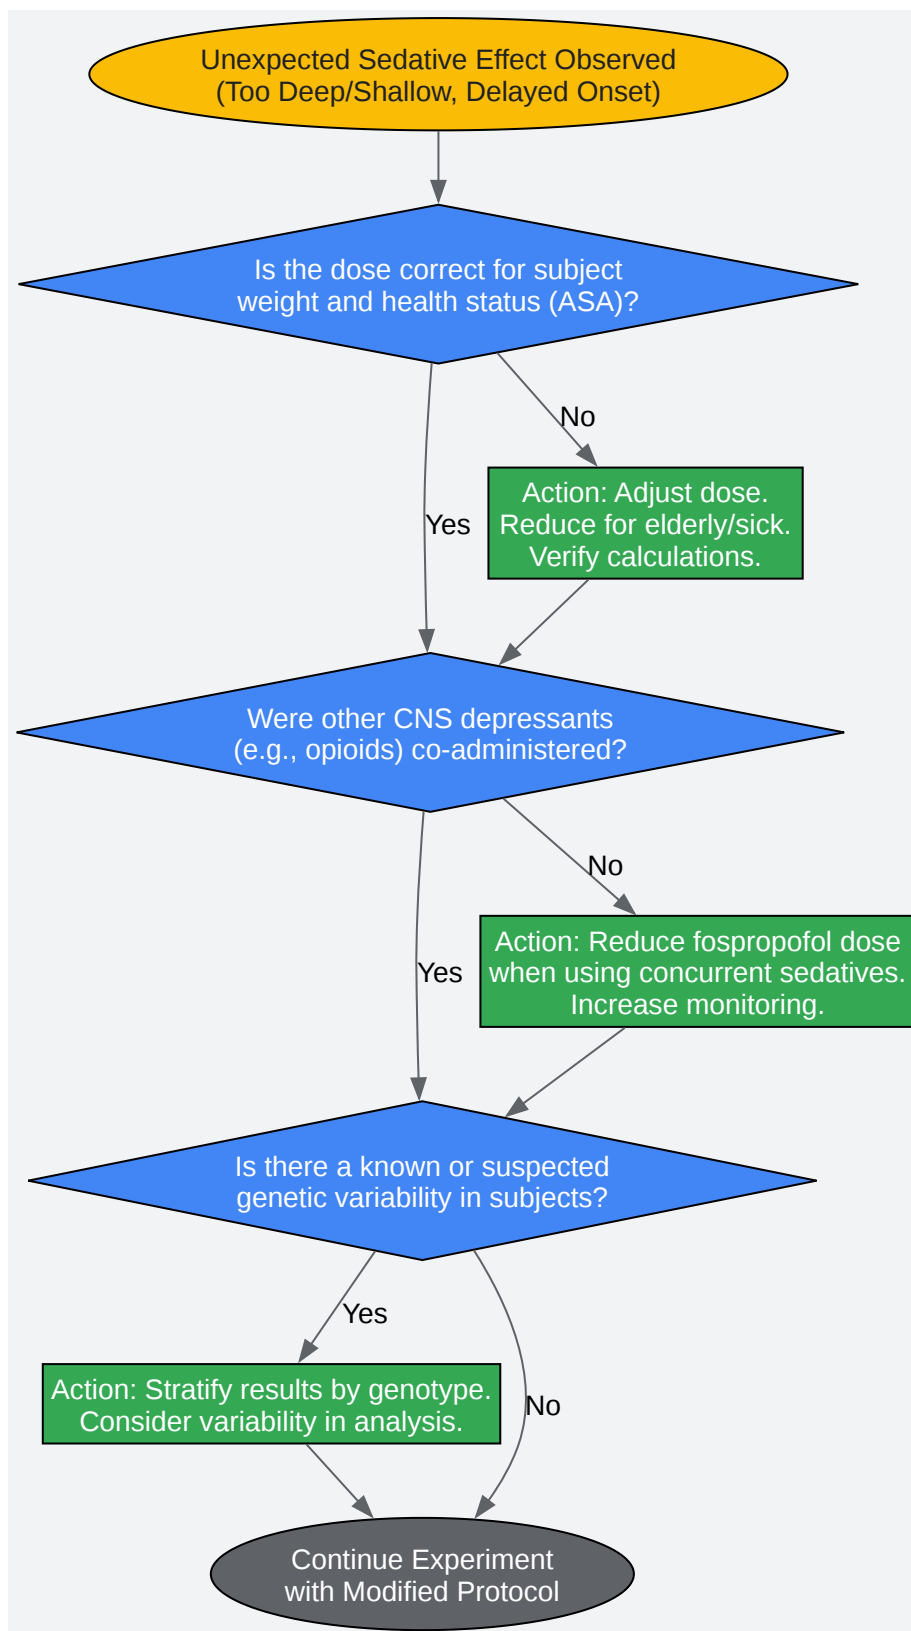 Unexpected Sedative Effect Observed
(Too Deep/Shallow, Delayed Onset)
Is the dose correct for subject
weight and health status (ASA)?
No
Yes
Action: Adjust dose.
Reduce for elderly/sick.
Verify calculations.
Were other CNS depressants
(e.g., opioids) co-administered?
No
Yes
Action: Reduce fospropofol dose
when using concurrent sedatives.
Increase monitoring.
Is there a known or suspected
genetic variability in subjects?
Yes
No
Action: Stratify results by genotype.
Consider variability in analysis.
Continue Experiment
with Modified Protocol